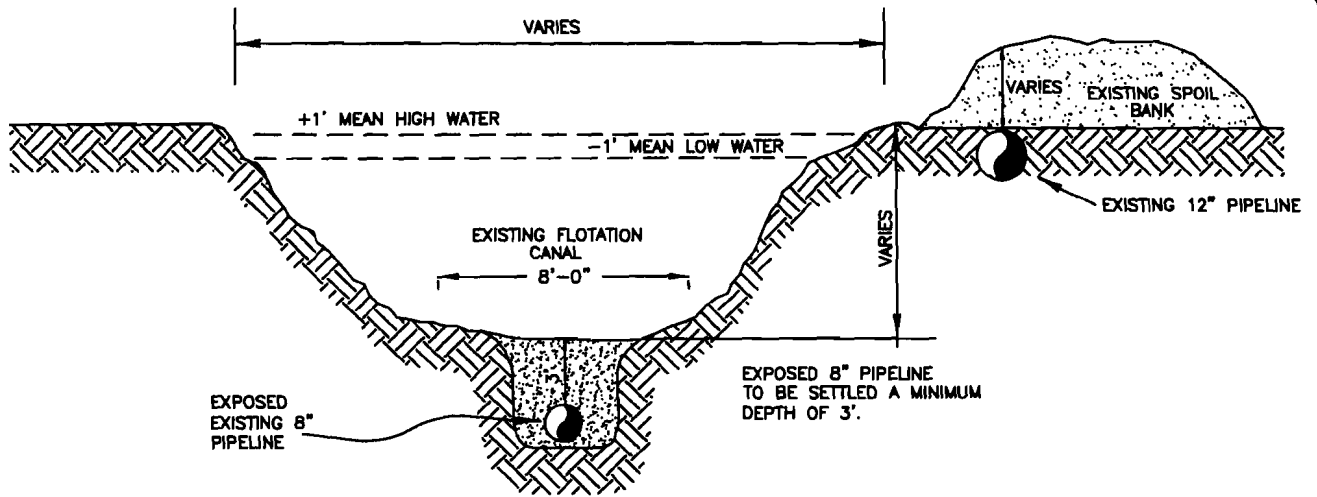 VARIES
+1' MEAN HIGH WATER
-1' MEAN LOW WATER
VARIES
EXISTING SPOIL
BANK
EXISTING 12" PIPELINE
EXISTING FLOTATION
CANAL
8'-0"
VARIES
3'
EXPOSED
EXISTING 8"
PIPELINE
EXPOSED 8" PIPELINE
TO BE SETTLED A MINIMUM
DEPTH OF 3'.